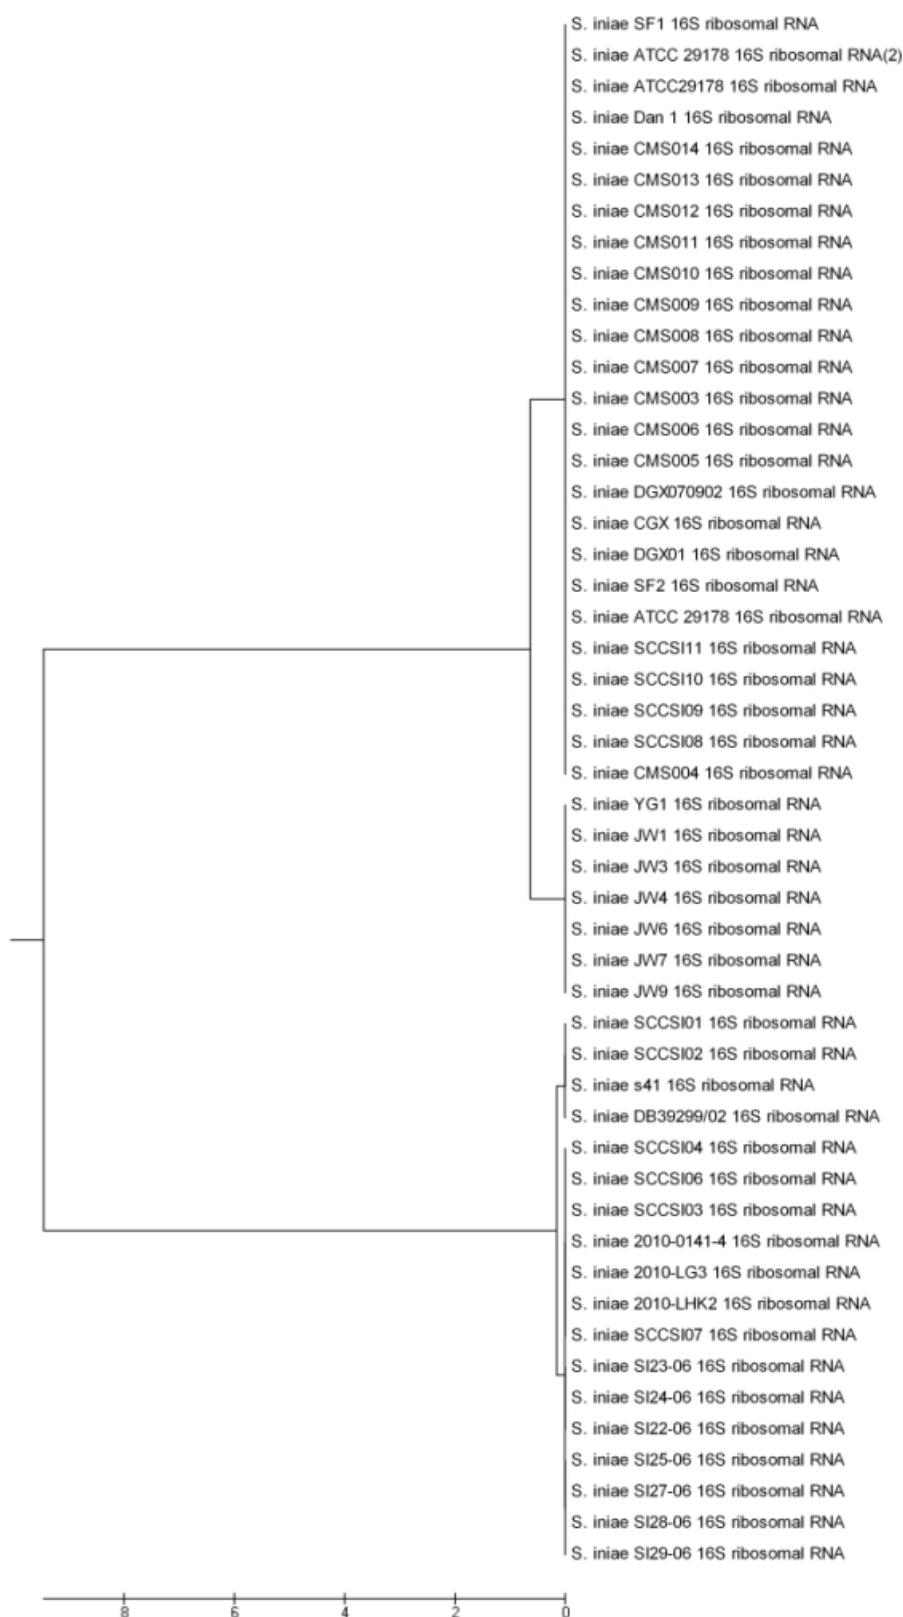 S. iniae SF1 16S ribosomal RNA
S. iniae ATCC 29178 16S ribosomal RNA(2)
S. iniae ATCC29178 16S ribosomal RNA
S. iniae Dan 1 16S ribosomal RNA
S. iniae CMS014 16S ribosomal RNA
S. iniae CMS013 16S ribosomal RNA
S. iniae CMS012 16S ribosomal RNA
S. iniae CMS011 16S ribosomal RNA
S. iniae CMS010 16S ribosomal RNA
S. iniae CMS009 16S ribosomal RNA
S. iniae CMS008 16S ribosomal RNA
S. iniae CMS007 16S ribosomal RNA
S. iniae CMS003 16S ribosomal RNA
S. iniae CMS006 16S ribosomal RNA
S. iniae CMS005 16S ribosomal RNA
S. iniae DGX070902 16S ribosomal RNA
S. iniae CGX 16S ribosomal RNA
S. iniae DGX01 16S ribosomal RNA
S. iniae SF2 16S ribosomal RNA
S. iniae ATCC 29178 16S ribosomal RNA
S. iniae SCCSI11 16S ribosomal RNA
S. iniae SCCSI10 16S ribosomal RNA
S. iniae SCCSI09 16S ribosomal RNA
S. iniae SCCSI08 16S ribosomal RNA
S. iniae CMS004 16S ribosomal RNA
S. iniae YG1 16S ribosomal RNA
S. iniae JW1 16S ribosomal RNA
S. iniae JW3 16S ribosomal RNA
S. iniae JW4 16S ribosomal RNA
S. iniae JW6 16S ribosomal RNA
S. iniae JW7 16S ribosomal RNA
S. iniae JW9 16S ribosomal RNA
S. iniae SCCSI01 16S ribosomal RNA
S. iniae SCCSI02 16S ribosomal RNA
S. iniae s41 16S ribosomal RNA
S. iniae DB39299/02 16S ribosomal RNA
S. iniae SCCSI04 16S ribosomal RNA
S. iniae SCCSI06 16S ribosomal RNA
S. iniae SCCSI03 16S ribosomal RNA
S. iniae 2010-0141-4 16S ribosomal RNA
S. iniae 2010-LG3 16S ribosomal RNA
S. iniae 2010-LHK2 16S ribosomal RNA
S. iniae SCCSI07 16S ribosomal RNA
S. iniae SI23-06 16S ribosomal RNA
S. iniae SI24-06 16S ribosomal RNA
S. iniae SI22-06 16S ribosomal RNA
S. iniae SI25-06 16S ribosomal RNA
S. iniae SI27-06 16S ribosomal RNA
S. iniae SI28-06 16S ribosomal RNA
S. iniae SI29-06 16S ribosomal RNA
8 6 4 2 0